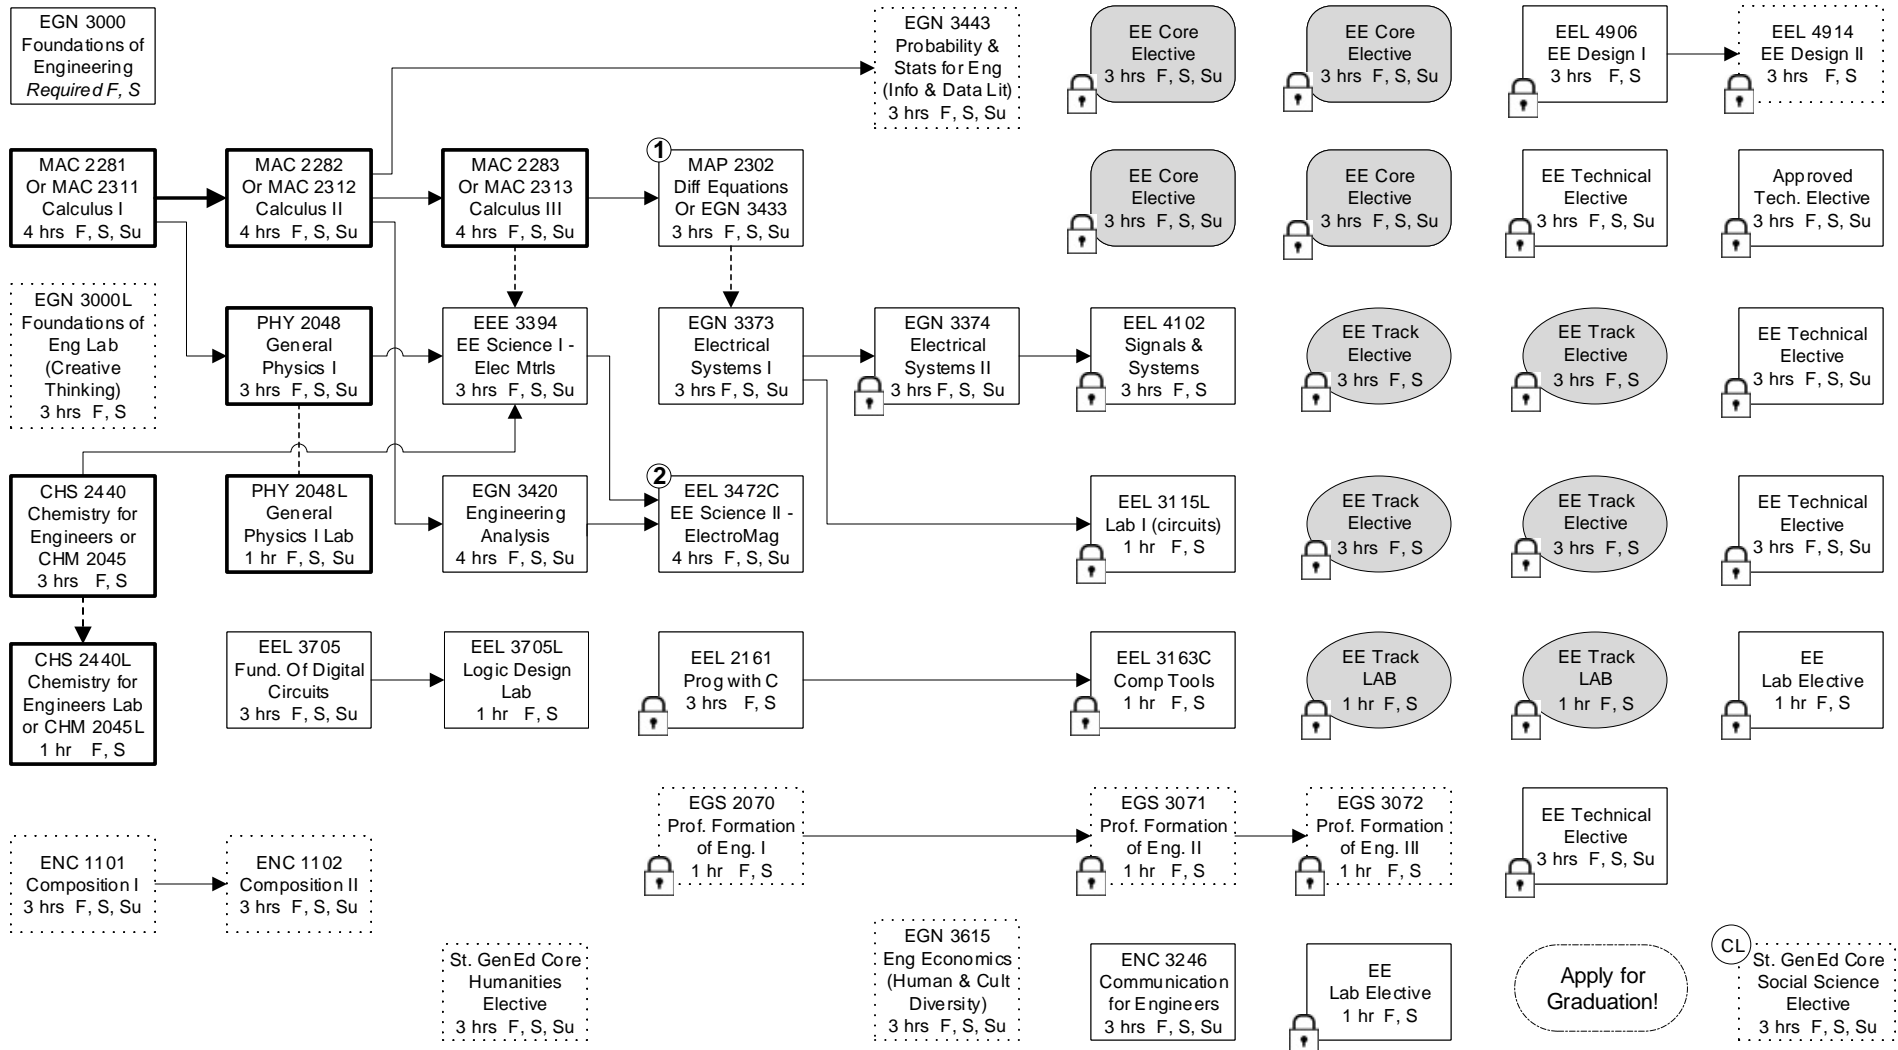 EGN 3000
Foundations of
Engineering
Required F, S
EGN 3443
Probability &
Stats for Eng
(Info & Data Lit)
3 hrs F, S, Su
EE Core
Elective
3 hrs F, S, Su
EE Core
Elective
3 hrs F, S, Su
EEL 4906
EE Design I
3 hrs F, S
EEL 4914
EE Design II
3 hrs F, S
MAC 2281
Or MAC 2311
Calculus I
4 hrs F, S, Su
MAC 2282
Or MAC 2312
Calculus II
4 hrs F, S, Su
MAC 2283
Or MAC 2313
Calculus III
4 hrs F, S, Su
1
MAP 2302
Diff Equations
Or EGN 3433
3 hrs F, S, Su
EE Core
Elective
3 hrs F, S, Su
EE Core
Elective
3 hrs F, S, Su
EE Technical
Elective
3 hrs F, S, Su
Approved
Tech. Elective
3 hrs F, S, Su
EGN 3000L
Foundations of
Eng Lab
(Creative
Thinking)
3 hrs F, S
PHY 2048
General
Physics I
3 hrs F, S, Su
EEE 3394
EE Science I -
Elec Mtrls
3 hrs F, S, Su
EGN 3373
Electrical
Systems I
3 hrs F, S, Su
EGN 3374
Electrical
Systems II
3 hrs F, S, Su
EEL 4102
Signals &
Systems
3 hrs F, S
EE Track
Elective
3 hrs F, S
EE Track
Elective
3 hrs F, S
EE Technical
Elective
3 hrs F, S, Su
CHS 2440
Chemistry for
Engineers or
CHM 2045
3 hrs F, S
PHY 2048L
General
Physics I Lab
1 hr F, S, Su
EGN 3420
Engineering
Analysis
4 hrs F, S, Su
2
EEL 3472C
EE Science II -
ElectroMag
4 hrs F, S, Su
EEL 3115L
Lab I (circuits)
1 hr F, S
EE Track
Elective
3 hrs F, S
EE Track
Elective
3 hrs F, S
EE Technical
Elective
3 hrs F, S, Su
CHS 2440L
Chemistry for
Engineers Lab
or CHM 2045L
1 hr F, S
EEL 3705
Fund. Of Digital
Circuits
3 hrs F, S, Su
EEL 3705L
Logic Design
Lab
1 hr F, S
EEL 2161
Prog with C
3 hrs F, S
EEL 3163C
Comp Tools
1 hr F, S
EE Track
LAB
1 hr F, S
EE Track
LAB
1 hr F, S
EE
Lab Elective
1 hr F, S
ENC 1101
Composition I
3 hrs F, S, Su
ENC 1102
Composition II
3 hrs F, S, Su
EGS 2070
Prof. Formation
of Eng. I
1 hr F, S
EGS 3071
Prof. Formation
of Eng. II
1 hr F, S
EGS 3072
Prof. Formation
of Eng. III
1 hr F, S
EE Technical
Elective
3 hrs F, S, Su
St. GenEd Core
Humanities
Elective
3 hrs F, S, Su
EGN 3615
Eng Economics
(Human & Cult
Diversity)
3 hrs F, S, Su
ENC 3246
Communication
for Engineers
3 hrs F, S, Su
EE
Lab Elective
1 hr F, S
Apply for
Graduation!
CL
St. GenEd Core
Social Science
Elective
3 hrs F, S, Su